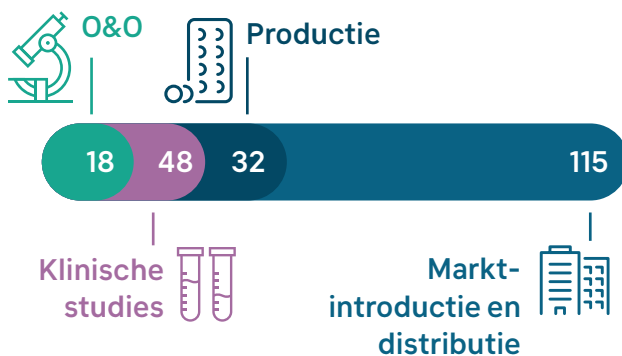 O&O
Productie
18 48 32 115
Klinische
studies
Markt-
introductie en
distributie